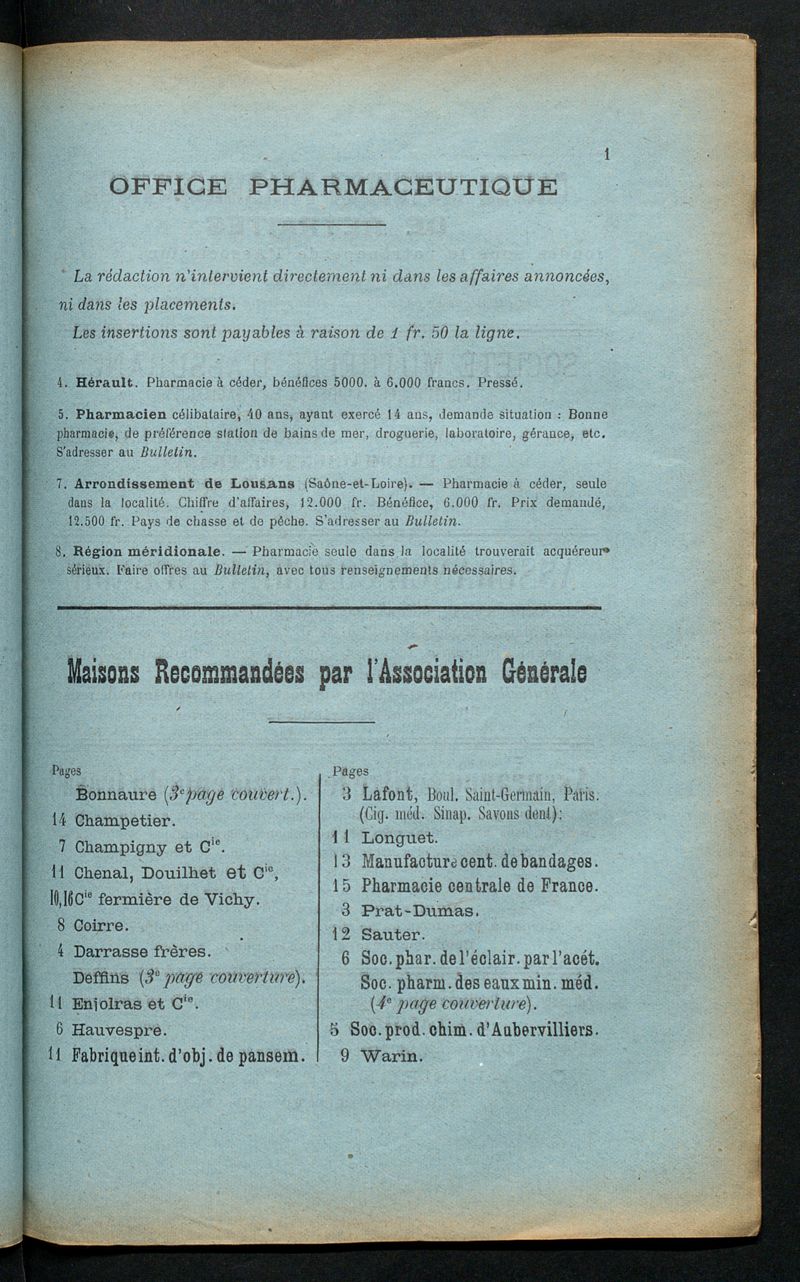 1
OFFICE PHARMACEUTIQUE
La rédaction n'intervient directement ni dans les affaires annoncées,
ni dans les placements.
Les insertions sont payables à raison de 1 fr. 50 la ligne.
4. Hérault. Pharmacie à céder, bénéfices 5000. à 6.000 francs. Pressé.
5. Pharmacien célibataire, 40 ans, ayant exercé 14 ans, demande situation : Bonne
pharmacie, de préférence station de bains de mer, droguerie, laboratoire, gérance, etc.
S'adresser au Bulletin.
7. Arrondissement de Lousans (Saône-et-Loire). — Pharmacie à céder, seule
dans la localité. Chiffre d'affaires, 12.000 fr. Bénéfice, 6.000 fr. Prix demandé,
12.500 fr. Pays de chasse et de pêche. S'adresser au Bulletin.
8. Région méridionale. — Pharmacie seule dans la localité trouverait acquéreur
sérieux. Faire offres au Bulletin, avec tous renseignements nécessaires.
Maisons Recommandées par l'Association Générale
Pages
Bonnaure (3e page couvert.).
14 Champetier.
7 Champigny et Cie.
11 Chenal, Douilhet et Cie,
10,16 Cie fermière de Vichy.
8 Coirre.
4 Darrasse frères.
Deffins (3e page couverture).
11 Enjolras et Cie.
6 Hauvespre.
11 Fabrique int. d'obj. de pansem.
Pages
3 Lafont, Boul. Saint-Germain, Paris.
(Cig. méd. Sinap. Savons dent):
11 Longuet.
13 Manufacture cent. de bandages.
15 Pharmacie centrale de France.
3 Prat-Dumas.
12 Sauter.
6 Soc. phar. de l'éclair. par l'acét.
Soc. pharm. des eaux min. méd.
(4e page couverture).
5 Soc. prod. chim. d'Aubervilliers.
9 Warin.